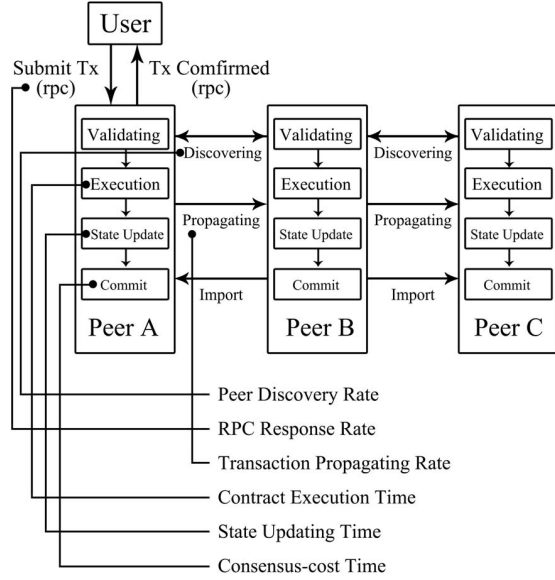 User
Submit Tx
(rpc)
Tx Comfirmed
(rpc)
Validating
Discovering
Validating
Discovering
Validating
Execution
Execution
Execution
Propagating
Propagating
State Update
State Update
State Update
Commit
Import
Commit
Import
Commit
Peer A
Peer B
Peer C
Peer Discovery Rate
RPC Response Rate
Transaction Propagating Rate
Contract Execution Time
State Updating Time
Consensus-cost Time